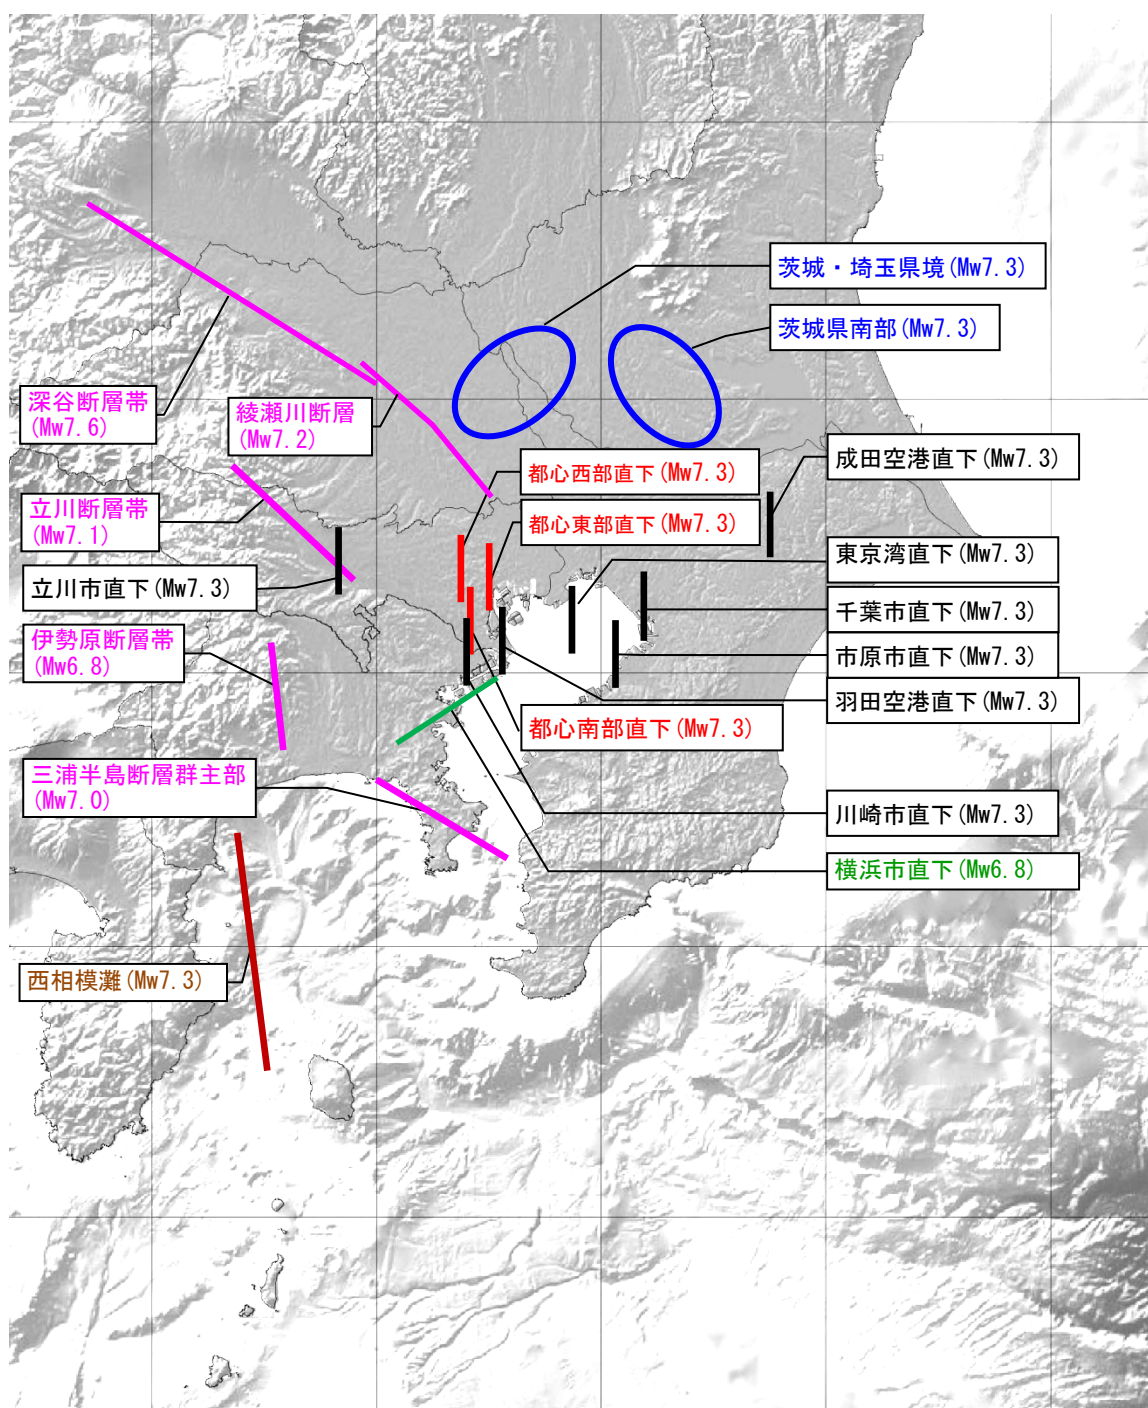 茨城・埼玉県境(Mw7.3)
茨城県南部(Mw7.3)
深谷断層帯
(Mw7.6)
綾瀬川断層
(Mw7.2)
都心西部直下(Mw7.3)
成田空港直下(Mw7.3)
立川断層帯
(Mw7.1)
都心東部直下(Mw7.3)
東京湾直下(Mw7.3)
立川市直下(Mw7.3)
千葉市直下(Mw7.3)
伊勢原断層帯
(Mw6.8)
市原市直下(Mw7.3)
羽田空港直下(Mw7.3)
都心南部直下(Mw7.3)
三浦半島断層群主部
(Mw7.0)
川崎市直下(Mw7.3)
横浜市直下(Mw6.8)
西相模灘(Mw7.3)